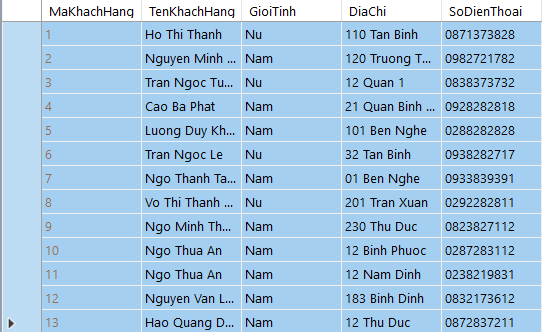 MaKhachHang TenKhachHang GioiTinh DiaChi SoDienThoai
1 Ho Thi Thanh Nu 110 Tan Binh 0871373828
2 Nguyen Minh ... Nam 120 Truong T... 0982721782
3 Tran Ngoc Tu... Nu 12 Quan 1 0838373732
4 Cao Ba Phat Nam 21 Quan Binh ... 0928282818
5 Luong Duy Kh... Nam 101 Ben Nghe 0288282828
6 Tran Ngoc Le Nu 32 Tan Binh 0938282717
7 Ngo Thanh Ta... Nam 01 Ben Nghe 0933839391
8 Vo Thi Thanh ... Nu 201 Tran Xuan 0292282811
9 Ngo Minh Th... Nam 230 Thu Duc 0823827112
10 Ngo Thua An Nam 12 Binh Phuoc 0287283112
11 Ngo Thua An Nam 12 Nam Dinh 0238219831
12 Nguyen Van L... Nam 183 Binh Dinh 0832173612
13 Hao Quang D... Nam 12 Thu Duc 0872837211